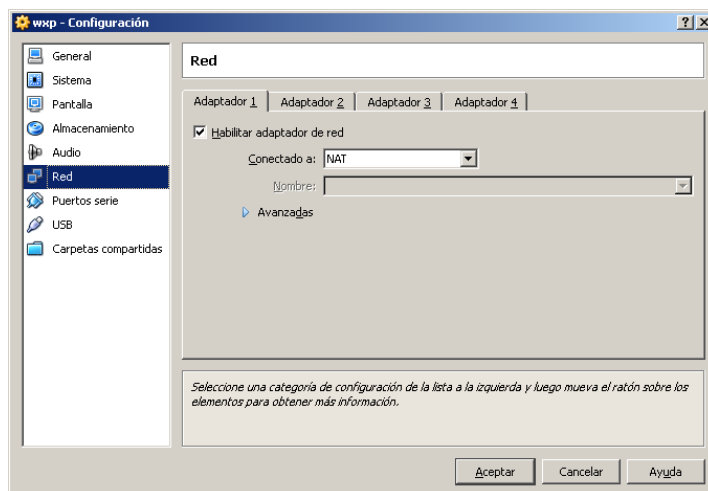 wxp - Configuración
General
Sistema
Pantalla
Almacenamiento
Audio
Red
Puertos serie
USB
Carpetas compartidas
Red
Adaptador 1
Adaptador 2
Adaptador 3
Adaptador 4
Habilitar adaptador de red
Conectado a: NAT
Nombre:
Avanzadas
Seleccione una categoría de configuración de la lista a la izquierda y luego mueva el ratón sobre los
elementos para obtener más información.
Aceptar
Cancelar
Ayuda